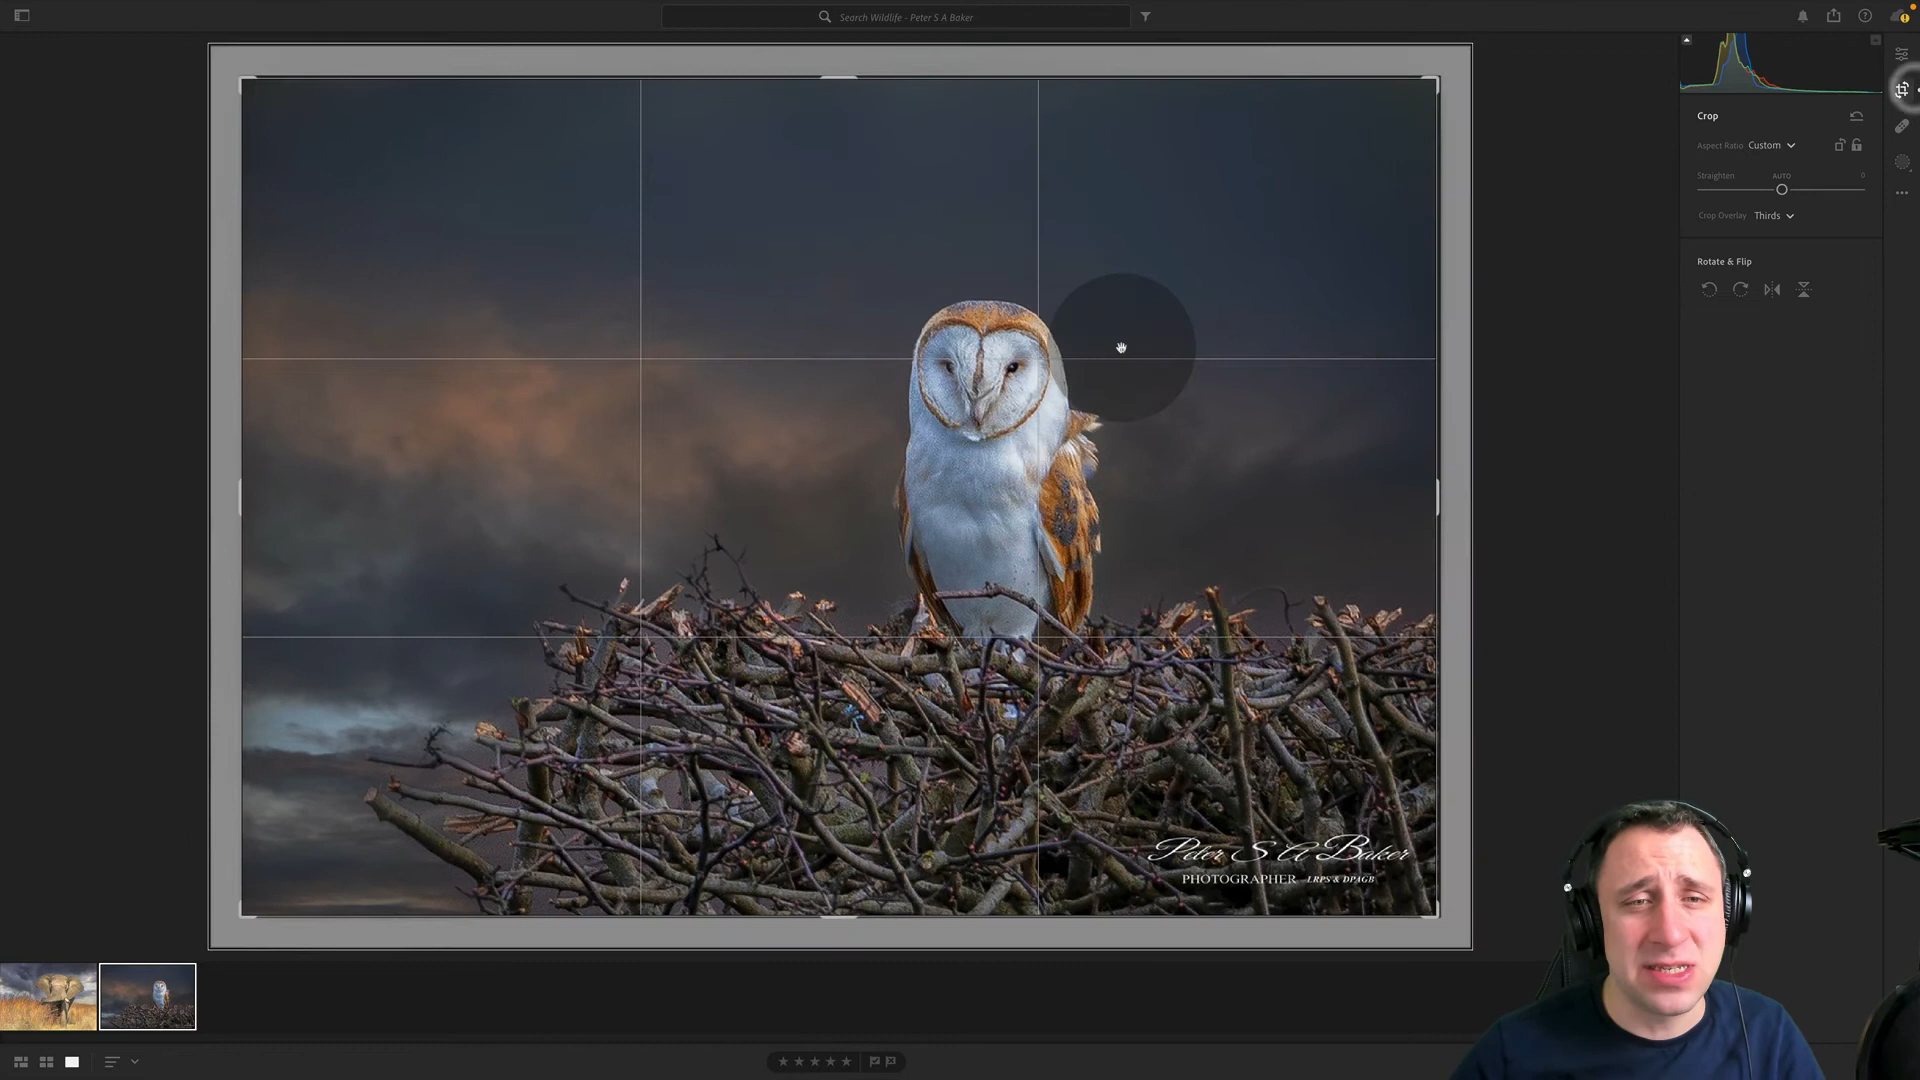 Search Wildlife - Peter S A Baker
Crop
Aspect Ratio Custom
Straighten AUTO 0
Crop Overlay Thirds
Rotate & Flip
Peter S A Baker
PHOTOGRAPHER LRPS & DPAGB